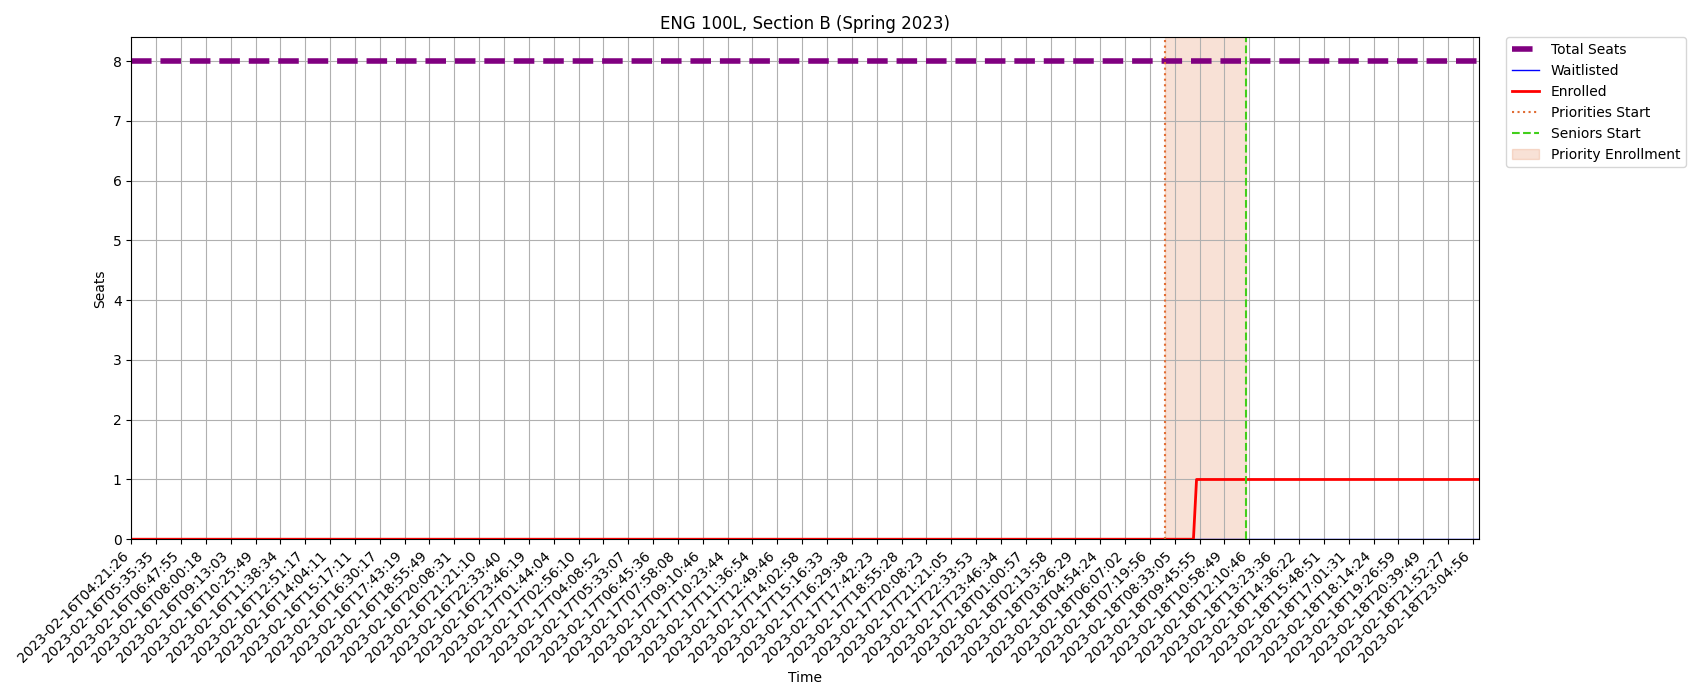 ENG 100L, Section B (Spring 2023)
Total Seats
Waitlisted
Enrolled
Priorities Start
Seniors Start
Priority Enrollment
Seats
8
7
6
5
4
3
2
1
0
2023-02-16T04:21:26
2023-02-16T05:35:35
2023-02-16T06:47:55
2023-02-16T08:00:18
2023-02-16T09:13:03
2023-02-16T10:25:49
2023-02-16T11:38:34
2023-02-16T12:51:17
2023-02-16T14:04:11
2023-02-16T15:17:11
2023-02-16T16:30:17
2023-02-16T17:43:19
2023-02-16T18:55:49
2023-02-16T20:08:31
2023-02-16T21:21:10
2023-02-16T22:33:40
2023-02-16T23:46:19
2023-02-17T01:44:04
2023-02-17T02:56:10
2023-02-17T04:08:52
2023-02-17T05:33:07
2023-02-17T06:45:36
2023-02-17T07:58:08
2023-02-17T09:10:46
2023-02-17T10:23:44
2023-02-17T11:36:54
2023-02-17T12:49:46
2023-02-17T14:02:58
2023-02-17T15:16:33
2023-02-17T16:29:38
2023-02-17T17:42:23
2023-02-17T18:55:28
2023-02-17T20:08:23
2023-02-17T21:21:05
2023-02-17T22:33:53
2023-02-17T23:46:34
2023-02-18T01:00:57
2023-02-18T02:13:58
2023-02-18T03:26:29
2023-02-18T04:54:24
2023-02-18T06:07:02
2023-02-18T07:19:56
2023-02-18T08:33:05
2023-02-18T09:45:55
2023-02-18T10:58:49
2023-02-18T12:10:46
2023-02-18T13:23:36
2023-02-18T14:36:22
2023-02-18T15:48:51
2023-02-18T17:01:31
2023-02-18T18:14:24
2023-02-18T19:26:59
2023-02-18T20:39:49
2023-02-18T21:52:27
2023-02-18T23:04:56
Time